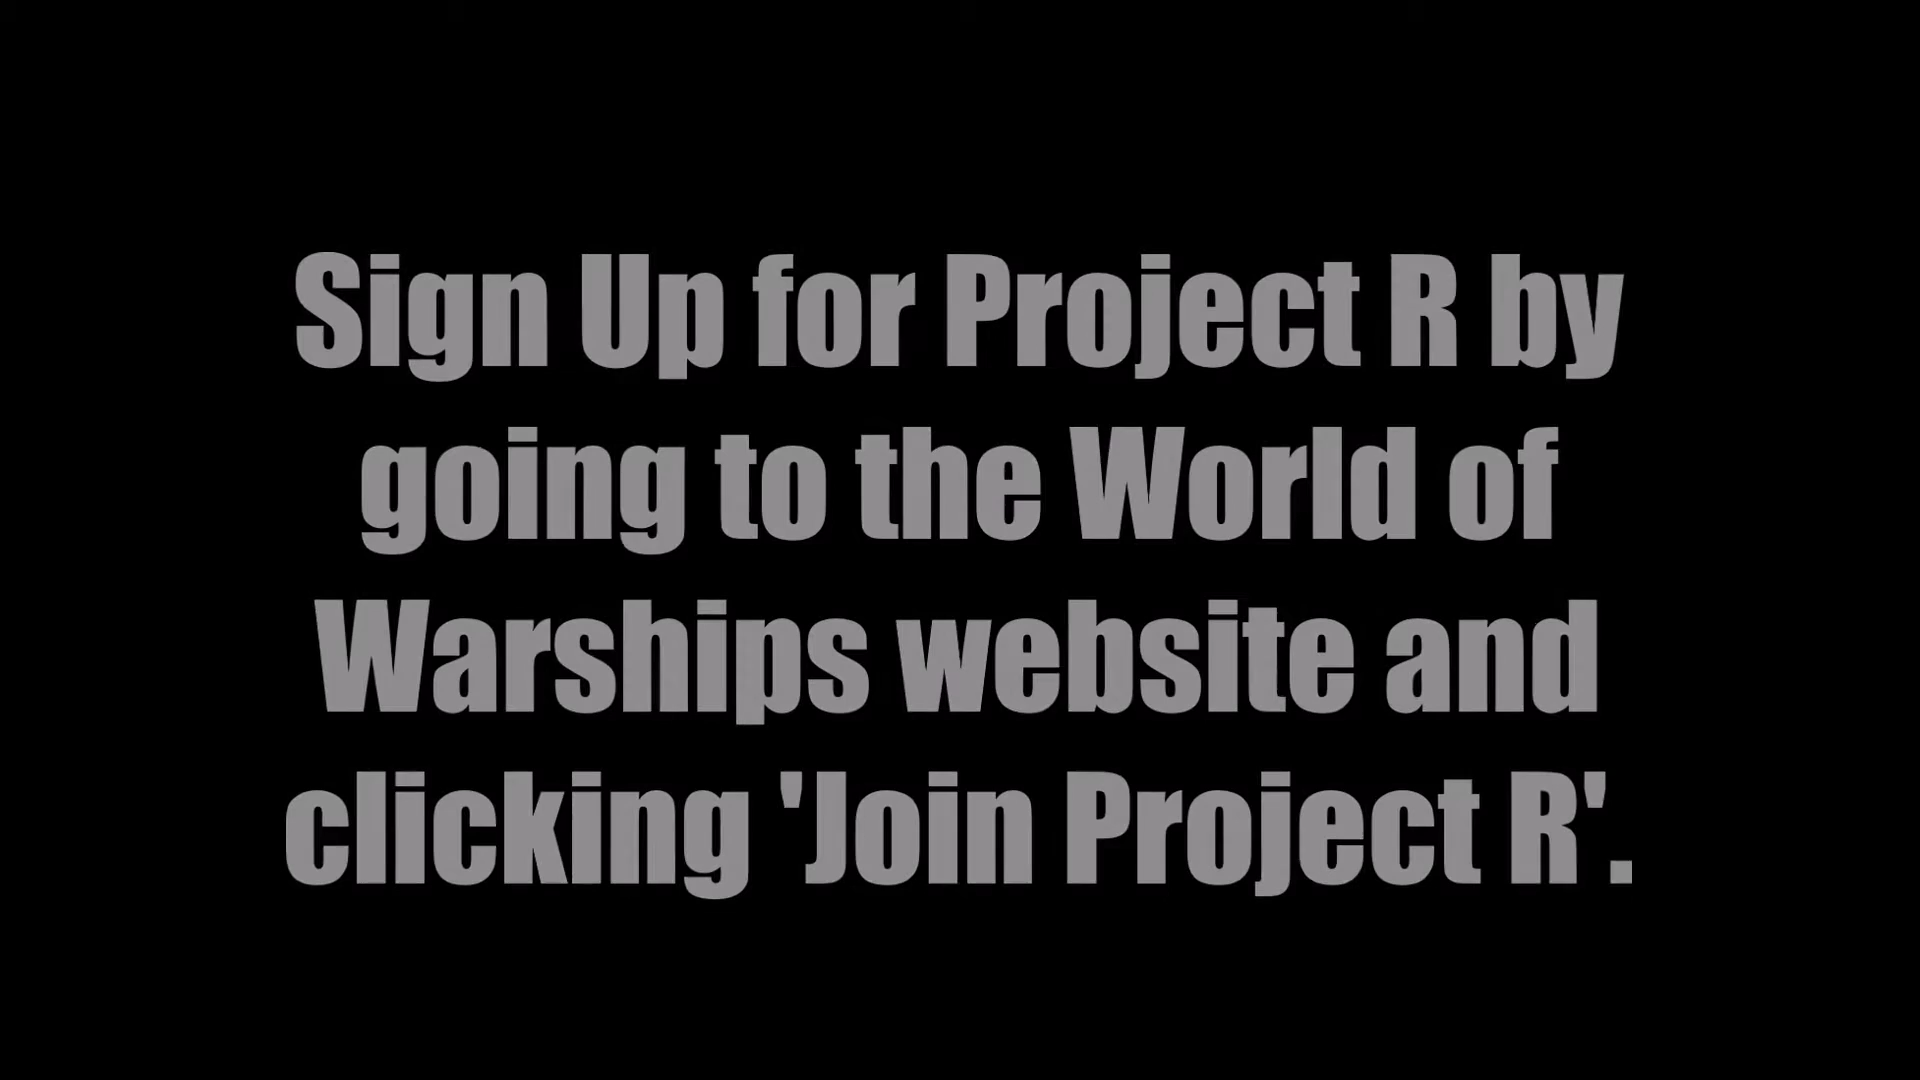 Sign Up for Project R by
going to the World of
Warships website and
clicking 'Join Project R'.